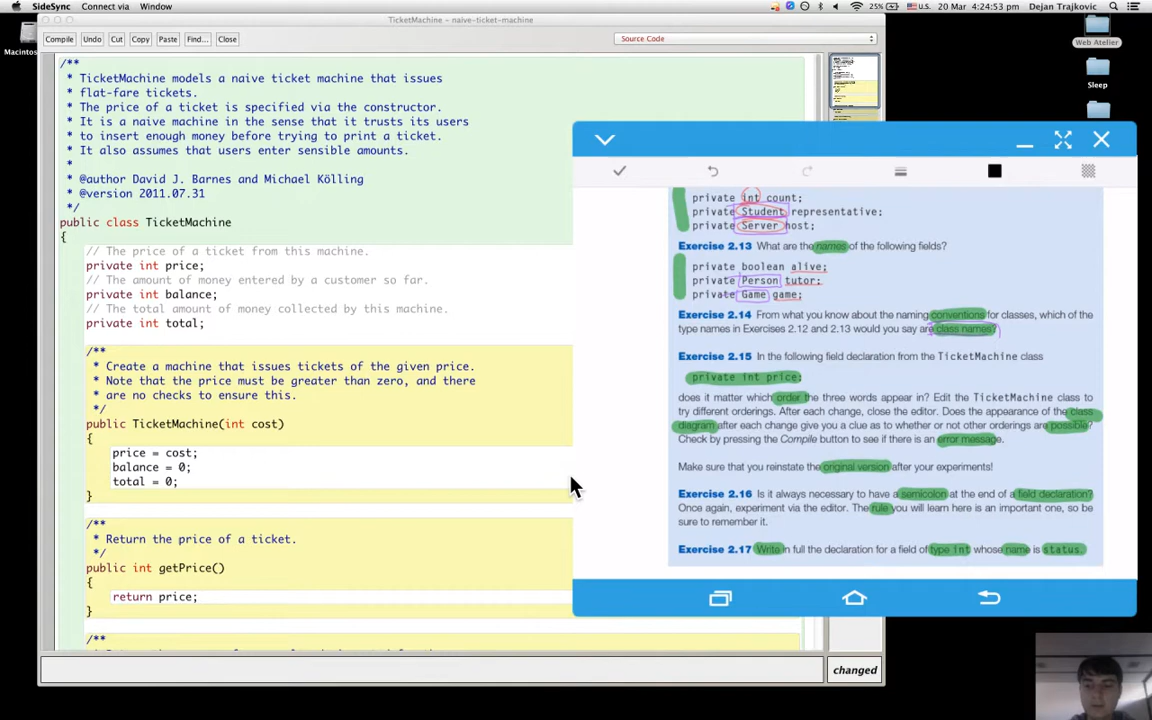 SideSync Connect via Window
25% U.S. 20 Mar 4:24:53 pm Dejan Trajkovic
TicketMachine - naive-ticket-machine
Compile Undo Cut Copy Paste Find... Close Source Code
Macintos
Web Atelier
Sleep
/**
* TicketMachine models a naive ticket machine that issues
* flat-fare tickets.
* The price of a ticket is specified via the constructor.
* It is a naive machine in the sense that it trusts its users
* to insert enough money before trying to print a ticket.
* It also assumes that users enter sensible amounts.
*
* @author David J. Barnes and Michael Kölling
* @version 2011.07.31
*/
public class TicketMachine
{
// The price of a ticket from this machine.
private int price;
// The amount of money entered by a customer so far.
private int balance;
// The total amount of money collected by this machine.
private int total;
/**
* Create a machine that issues tickets of the given price.
* Note that the price must be greater than zero, and there
* are no checks to ensure this.
*/
public TicketMachine(int cost)
{
price = cost;
balance = 0;
total = 0;
}
/**
* Return the price of a ticket.
*/
public int getPrice()
{
return price;
}
/**
changed
private int count;
private Student representative;
private Server host;
Exercise 2.13 What are the names of the following fields?
private boolean alive;
private Person tutor;
private Game game;
Exercise 2.14 From what you know about the naming conventions for classes, which of the
type names in Exercises 2.12 and 2.13 would you say are class names?
Exercise 2.15 In the following field declaration from the TicketMachine class
private int price;
does it matter which order the three words appear in? Edit the TicketMachine class to
try different orderings. After each change, close the editor. Does the appearance of the class
diagram after each change give you a clue as to whether or not other orderings are possible?
Check by pressing the Compile button to see if there is an error message.
Make sure that you reinstate the original version after your experiments!
Exercise 2.16 Is it always necessary to have a semicolon at the end of a field declaration?
Once again, experiment via the editor. The rule you will learn here is an important one, so be
sure to remember it.
Exercise 2.17 Write in full the declaration for a field of type int whose name is status.